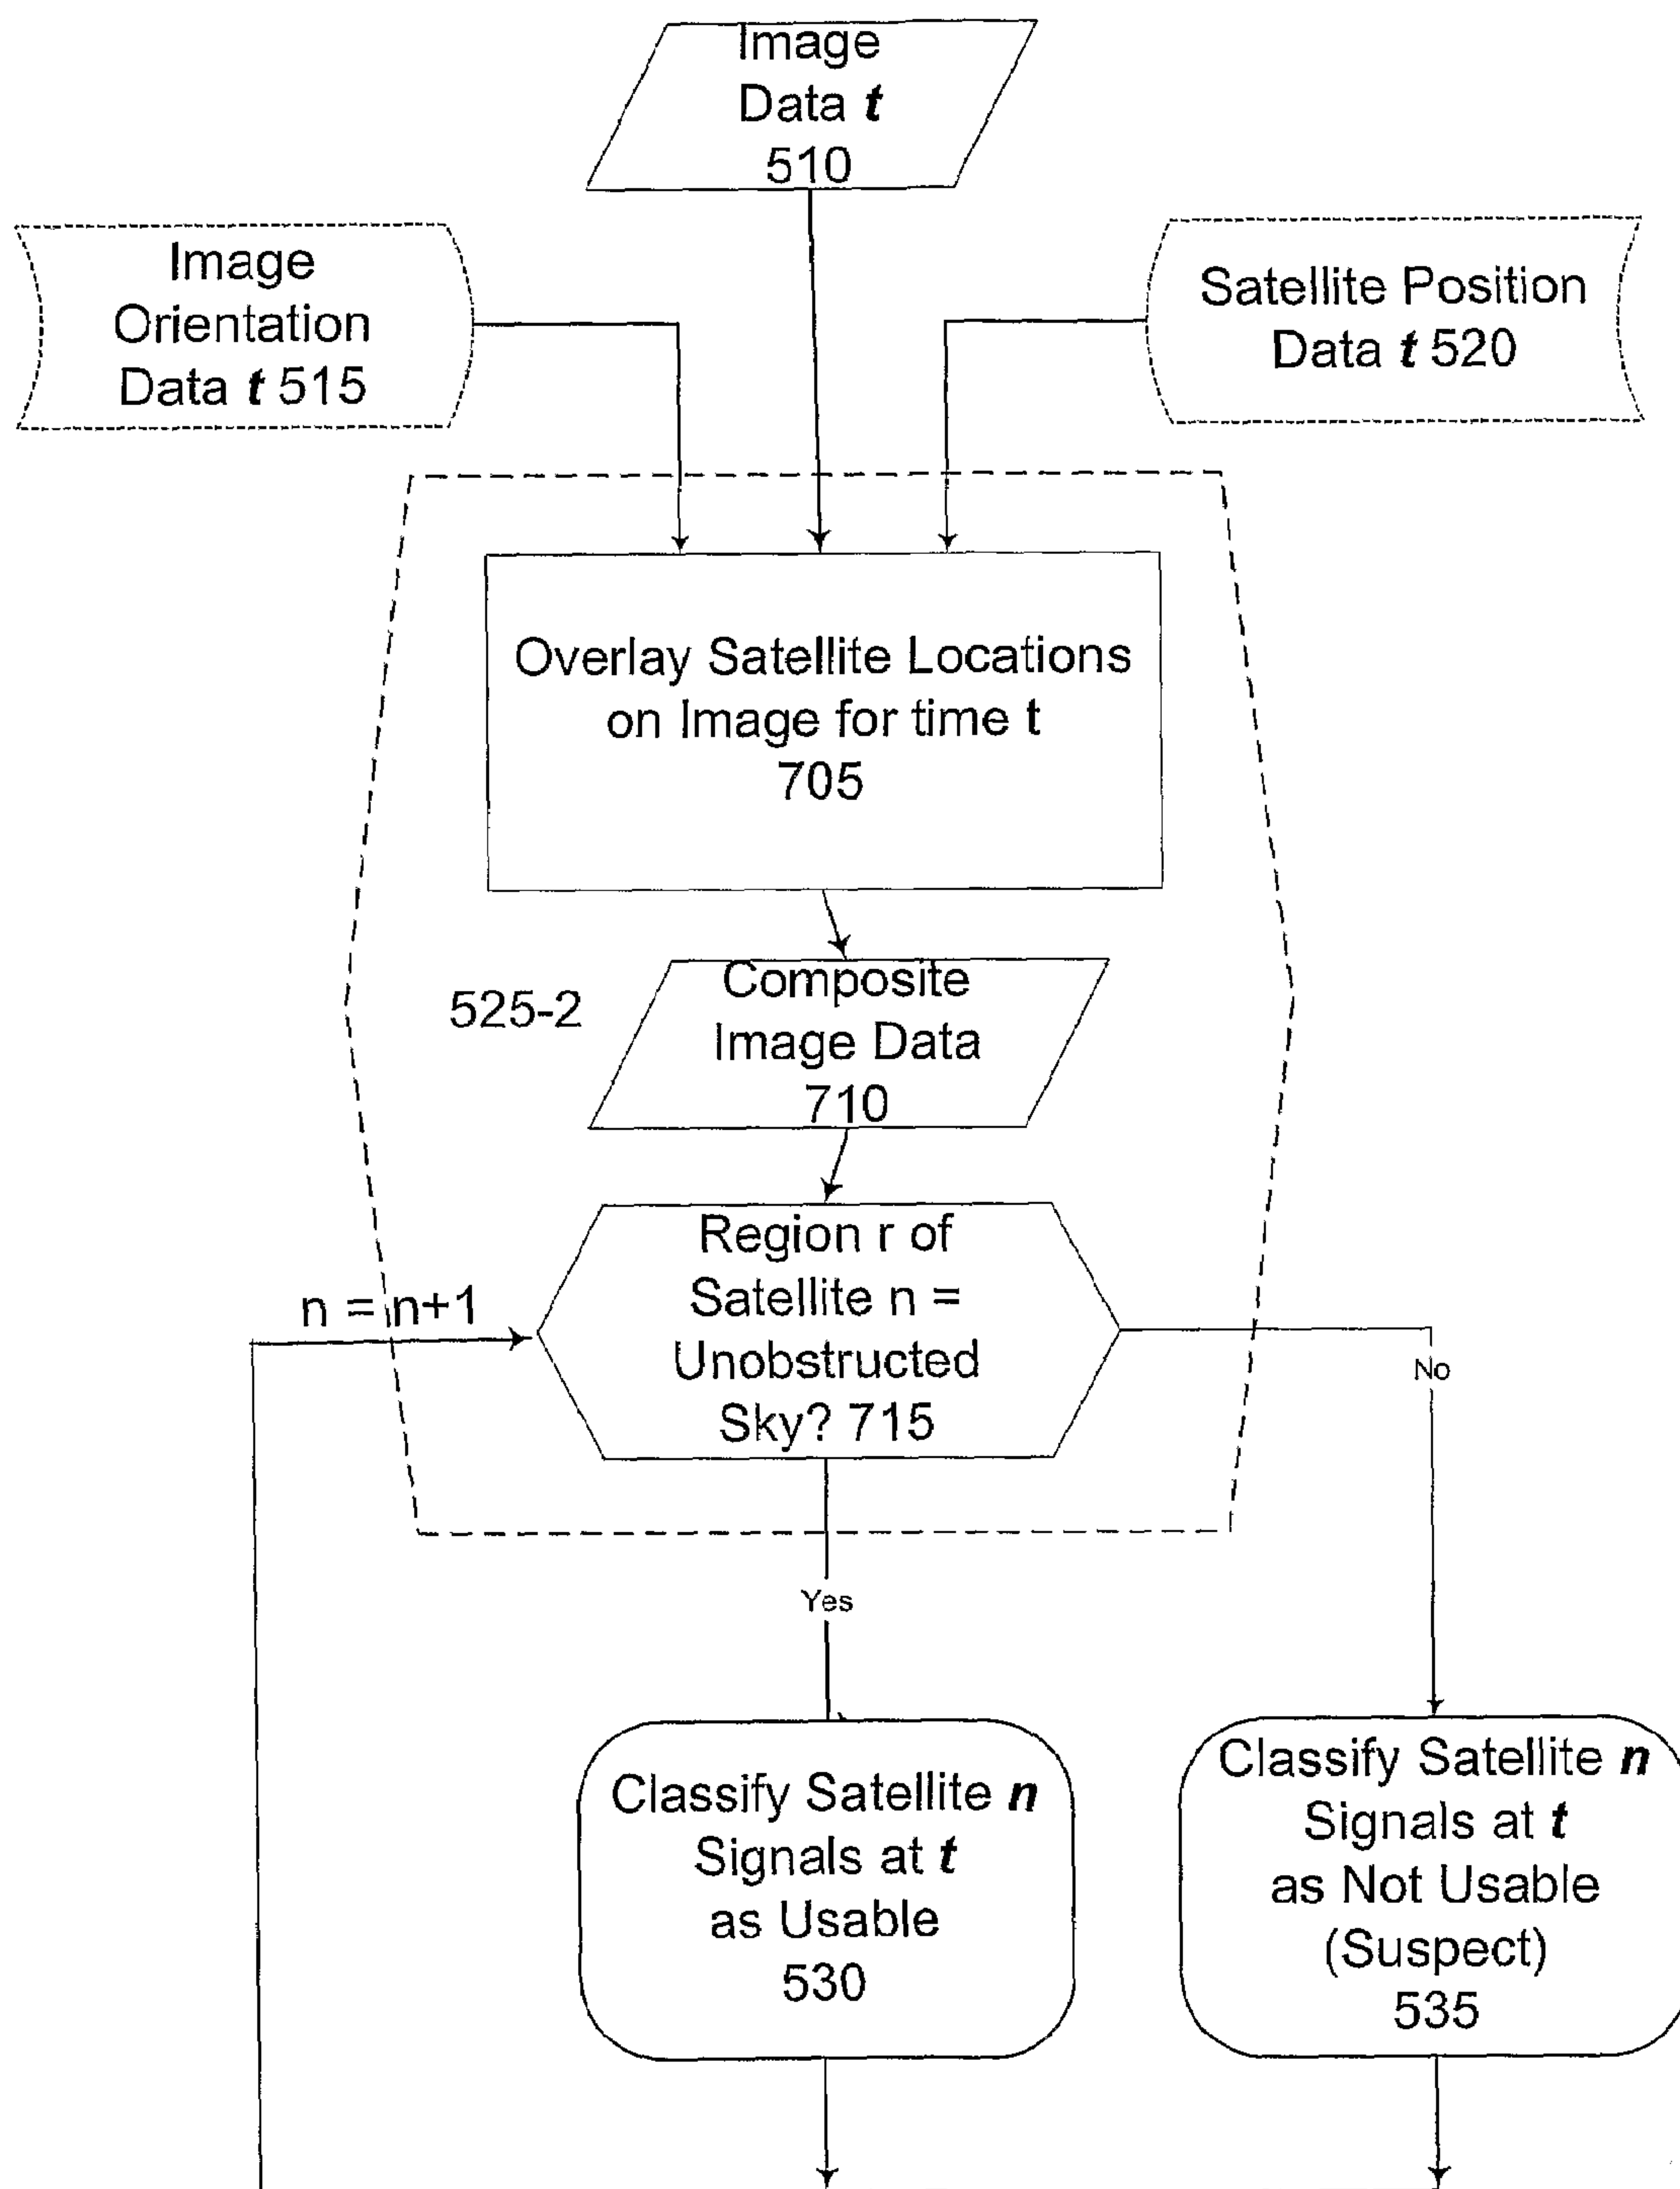 Image
Data t
510
Image
Orientation
Data t 515
Satellite Position
Data t 520
Overlay Satellite Locations
on Image for time t
705
525-2
Composite
Image Data
710
Region r of
Satellite n =
Unobstructed
Sky? 715
n = n+1
No
Yes
Classify Satellite n
Signals at t
as Usable
530
Classify Satellite n
Signals at t
as Not Usable
(Suspect)
535